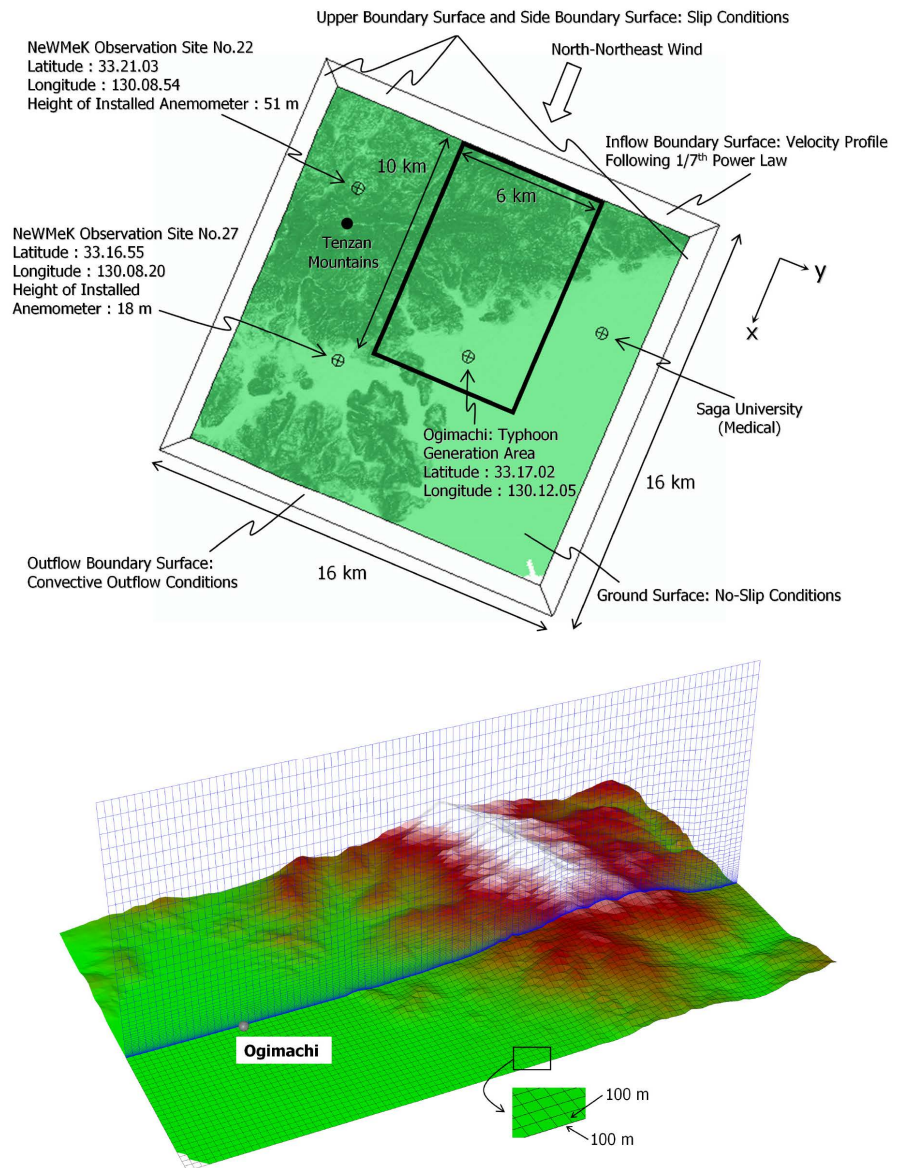 Upper Boundary Surface and Side Boundary Surface: Slip Conditions
NeWMeK Observation Site No.22
Latitude : 33.21.03
Longitude : 130.08.54
Height of Installed Anemometer : 51 m
North-Northeast Wind
Inflow Boundary Surface: Velocity Profile
Following 1/7th Power Law
10 km
6 km
NeWMeK Observation Site No.27
Latitude : 33.16.55
Longitude : 130.08.20
Height of Installed
Anemometer : 18 m
Tenzan
Mountains
y
x
Saga University
(Medical)
Ogimachi: Typhoon
Generation Area
Latitude : 33.17.02
Longitude : 130.12.05
16 km
Outflow Boundary Surface:
Convective Outflow Conditions
16 km
Ground Surface: No-Slip Conditions
Ogimachi
100 m
100 m